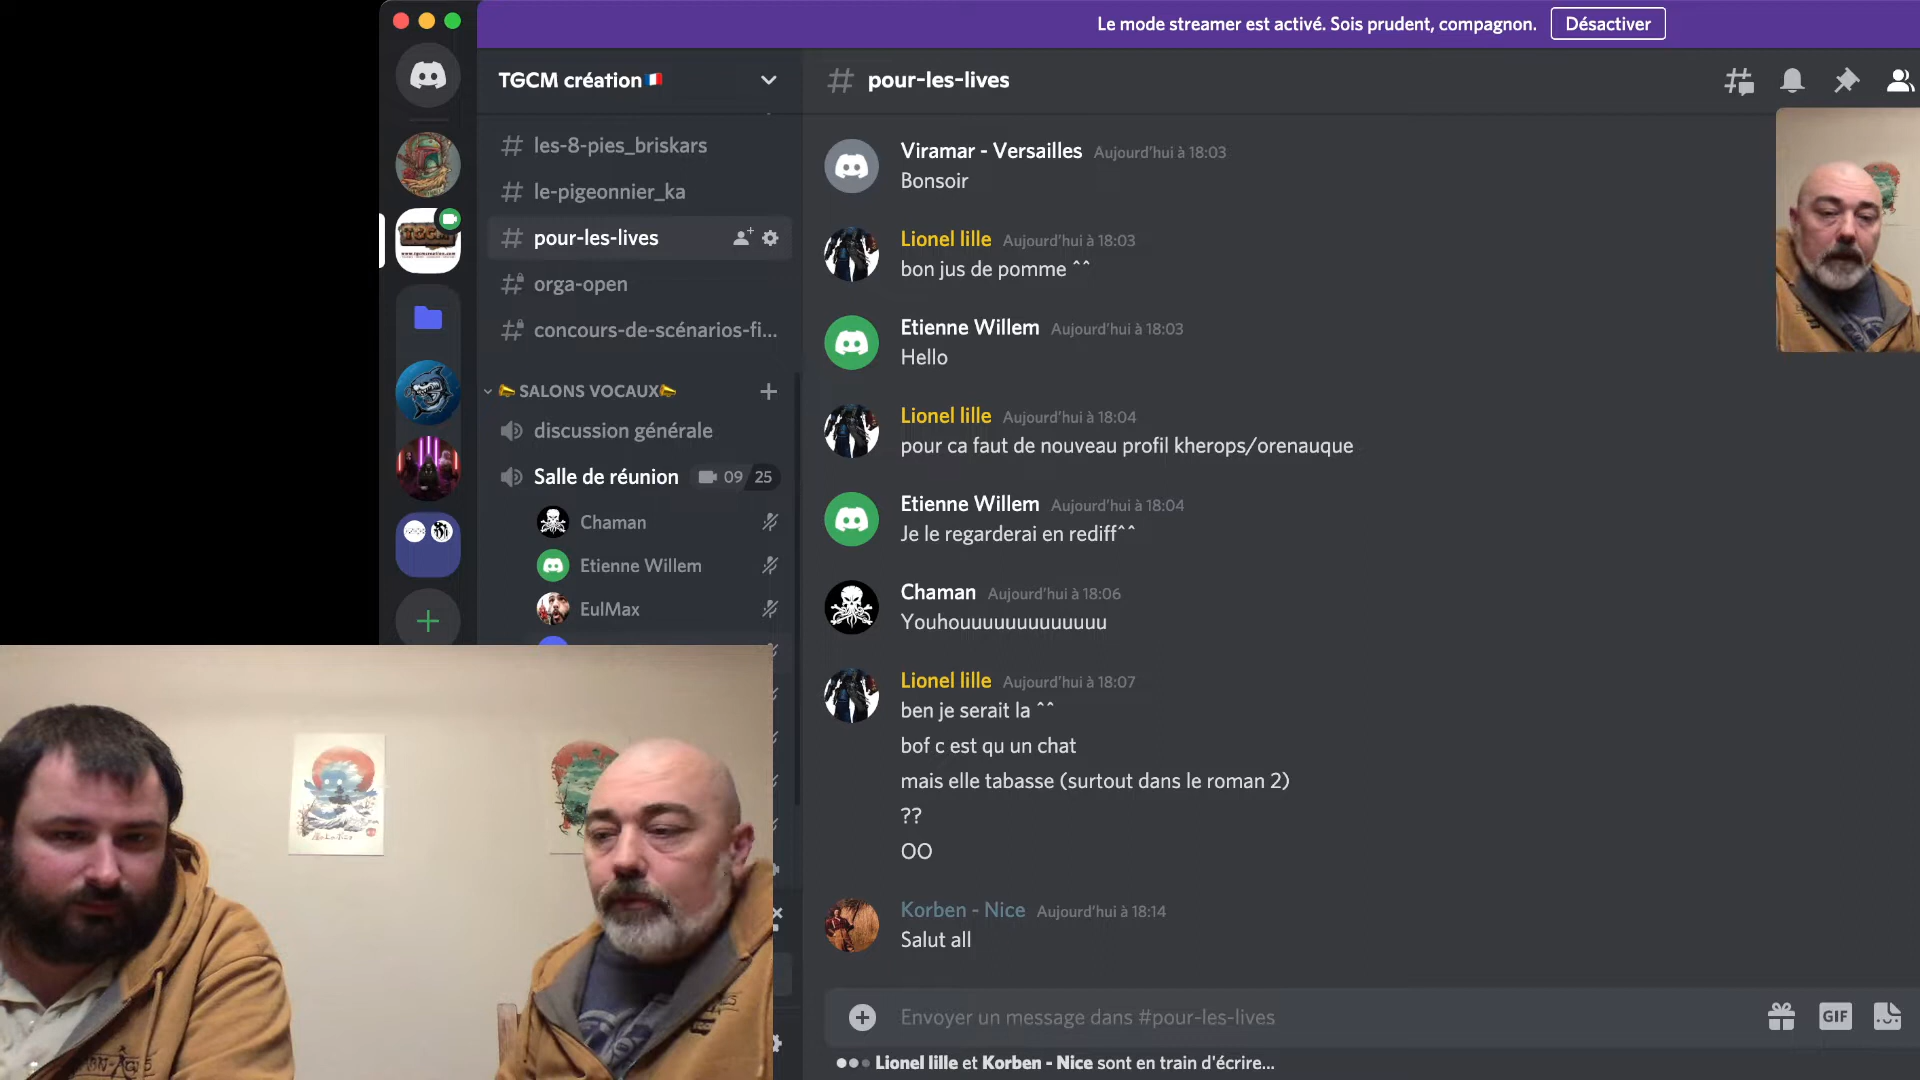 Le mode streamer est activé. Sois prudent, compagnon.
Désactiver
TGCM création
pour-les-lives
les-8-pies_briskars
le-pigeonnier_ka
pour-les-lives
orga-open
concours-de-scénarios-fi...
SALONS VOCAUX
discussion générale
Salle de réunion 09 25
Chaman
Etienne Willem
EulMax
Viramar - Versailles Aujourd'hui à 18:03
Bonsoir
Lionel lille Aujourd'hui à 18:03
bon jus de pomme ^^
Etienne Willem Aujourd'hui à 18:03
Hello
Lionel lille Aujourd'hui à 18:04
pour ca faut de nouveau profil kherops/orenauque
Etienne Willem Aujourd'hui à 18:04
Je le regarderai en rediff^^
Chaman Aujourd'hui à 18:06
Youhouuuuuuuuuuuuu
Lionel lille Aujourd'hui à 18:07
ben je serait la ^^
bof c est qu un chat
mais elle tabasse (surtout dans le roman 2)
??
OO
Korben - Nice Aujourd'hui à 18:14
Salut all
Envoyer un message dans #pour-les-lives
GIF
Lionel lille et Korben - Nice sont en train d'écrire...